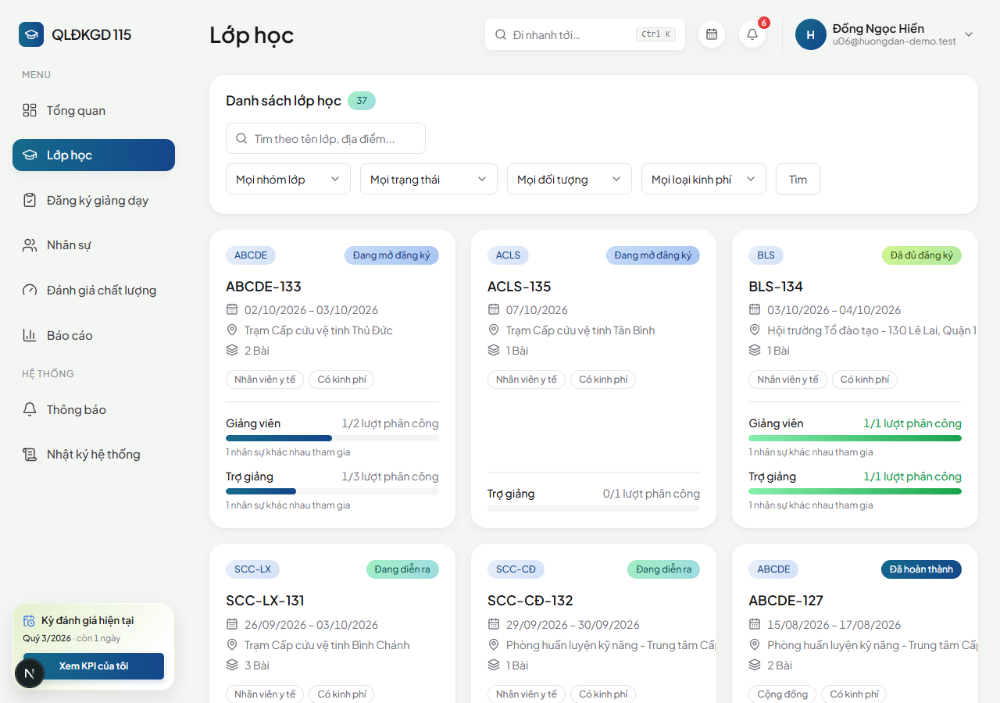 QLĐKGD 115
MENU
Tổng quan
Lớp học
Đăng ký giảng dạy
Nhân sự
Đánh giá chất lượng
Báo cáo
HỆ THỐNG
Thông báo
Nhật ký hệ thống
Kỳ đánh giá hiện tại
Quý 3/2026 · còn 1 ngày
Xem KPI của tôi
N
Lớp học
Đi nhanh tới...
Ctrl K
6
H
Đồng Ngọc Hiền
u06@huongdan-demo.test
Danh sách lớp học 37
Tìm theo tên lớp, địa điểm...
Mọi nhóm lớp Mọi trạng thái Mọi đối tượng Mọi loại kinh phí Tìm
ABCDE Đang mở đăng ký
ABCDE-133
02/10/2026 – 03/10/2026
Trạm Cấp cứu vệ tinh Thủ Đức
2 Bài
Nhân viên y tế Có kinh phí
Giảng viên 1/2 lượt phân công
1 nhân sự khác nhau tham gia
Trợ giảng 1/3 lượt phân công
1 nhân sự khác nhau tham gia
ACLS Đang mở đăng ký
ACLS-135
07/10/2026
Trạm Cấp cứu vệ tinh Tân Bình
1 Bài
Nhân viên y tế Có kinh phí
Trợ giảng 0/1 lượt phân công
BLS Đã đủ đăng ký
BLS-134
03/10/2026 – 04/10/2026
Hội trường Tổ đào tạo - 130 Lê Lai, Quận 1
1 Bài
Nhân viên y tế Có kinh phí
Giảng viên 1/1 lượt phân công
1 nhân sự khác nhau tham gia
Trợ giảng 1/1 lượt phân công
1 nhân sự khác nhau tham gia
SCC-LX Đang diễn ra
SCC-LX-131
26/09/2026 – 03/10/2026
Trạm Cấp cứu vệ tinh Bình Chánh
3 Bài
Nhân viên y tế Có kinh phí
SCC-CĐ Đang diễn ra
SCC-CĐ-132
29/09/2026 – 30/09/2026
Phòng huấn luyện kỹ năng - Trung tâm Cấ
1 Bài
Nhân viên y tế Có kinh phí
ABCDE Đã hoàn thành
ABCDE-127
15/08/2026 – 17/08/2026
Phòng huấn luyện kỹ năng - Trung tâm Cấ
2 Bài
Cộng đồng Có kinh phí